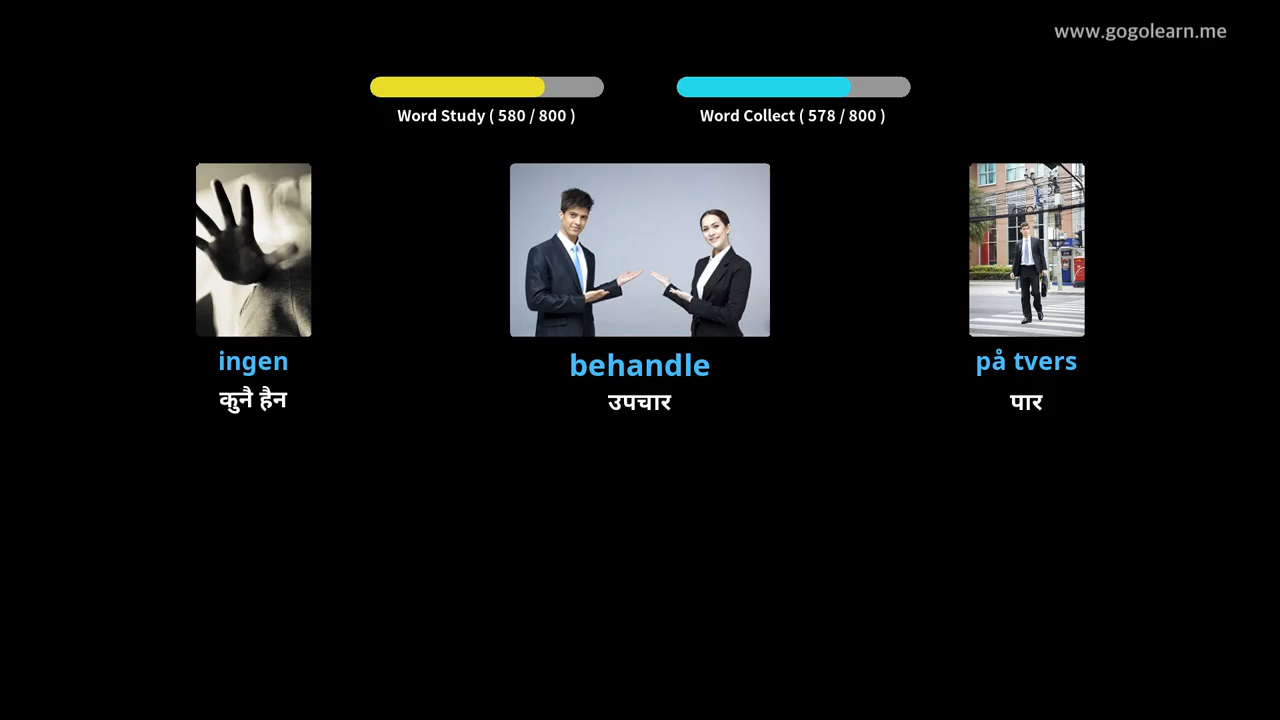 www.gogolearn.me
Word Study ( 580 / 800 )
Word Collect ( 578 / 800 )
ingen
कुनै हैन
behandle
उपचार
på tvers
पार